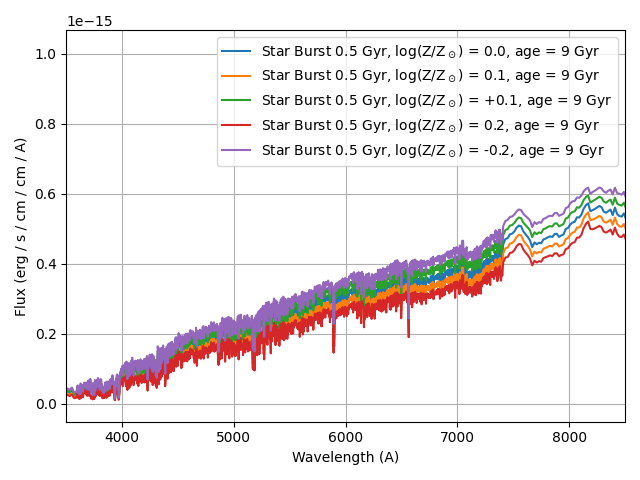 1e−15
1.0
0.8
0.6
0.4
0.2
0.0
Flux (erg / s / cm / cm / A)
Star Burst 0.5 Gyr, log(Z/Z⊙) = 0.0, age = 9 Gyr
Star Burst 0.5 Gyr, log(Z/Z⊙) = 0.1, age = 9 Gyr
Star Burst 0.5 Gyr, log(Z/Z⊙) = +0.1, age = 9 Gyr
Star Burst 0.5 Gyr, log(Z/Z⊙) = 0.2, age = 9 Gyr
Star Burst 0.5 Gyr, log(Z/Z⊙) = -0.2, age = 9 Gyr
4000 5000 6000 7000 8000
Wavelength (A)